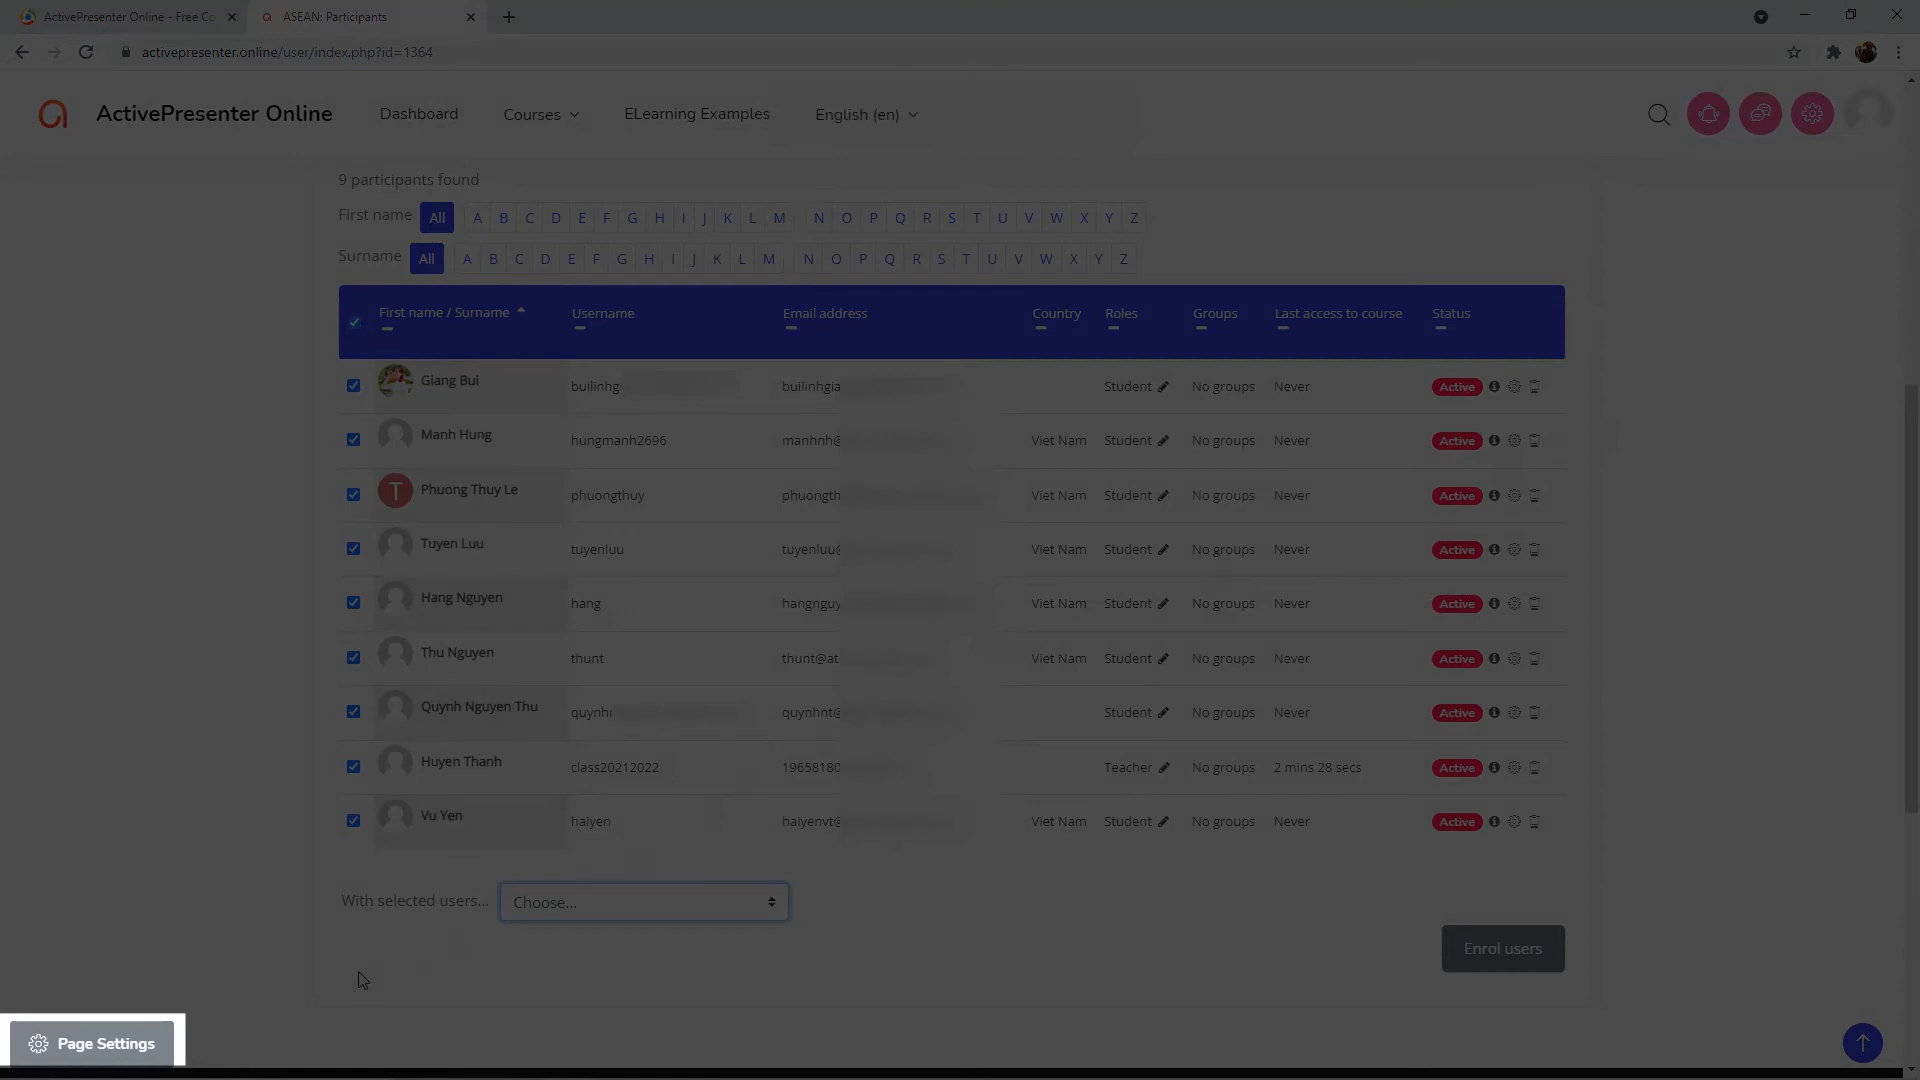 ActivePresenter Online - Free Co
ASEAN: Participants
activepresenter.online/user/index.php?id=1364
ActivePresenter Online Dashboard Courses ELearning Examples English (en)
9 participants found
First name All A B C D E F G H I J K L M N O P Q R S T U V W X Y Z
Surname All A B C D E F G H I J K L M N O P Q R S T U V W X Y Z
First name / Surname Username Email address Country Roles Groups Last access to course Status
Giang Bui builinhg builinhgia Student No groups Never Active
Manh Hung hungmanh2696 manhnh@ Viet Nam Student No groups Never Active
T Phuong Thuy Le phuongthuy phuongth Viet Nam Student No groups Never Active
Tuyen Luu tuyenluu tuyenluu@ Viet Nam Student No groups Never Active
Hang Nguyen hang hangnguy Viet Nam Student No groups Never Active
Thu Nguyen thunt thunt@at Viet Nam Student No groups Never Active
Quynh Nguyen Thu quynhr quynhnt@ Student No groups Never Active
Huyen Thanh class20212022 19658180 Teacher No groups 2 mins 28 secs Active
Vu Yen haiyen haiyenvt@ Viet Nam Student No groups Never Active
With selected users... Choose...
Enrol users
Page Settings